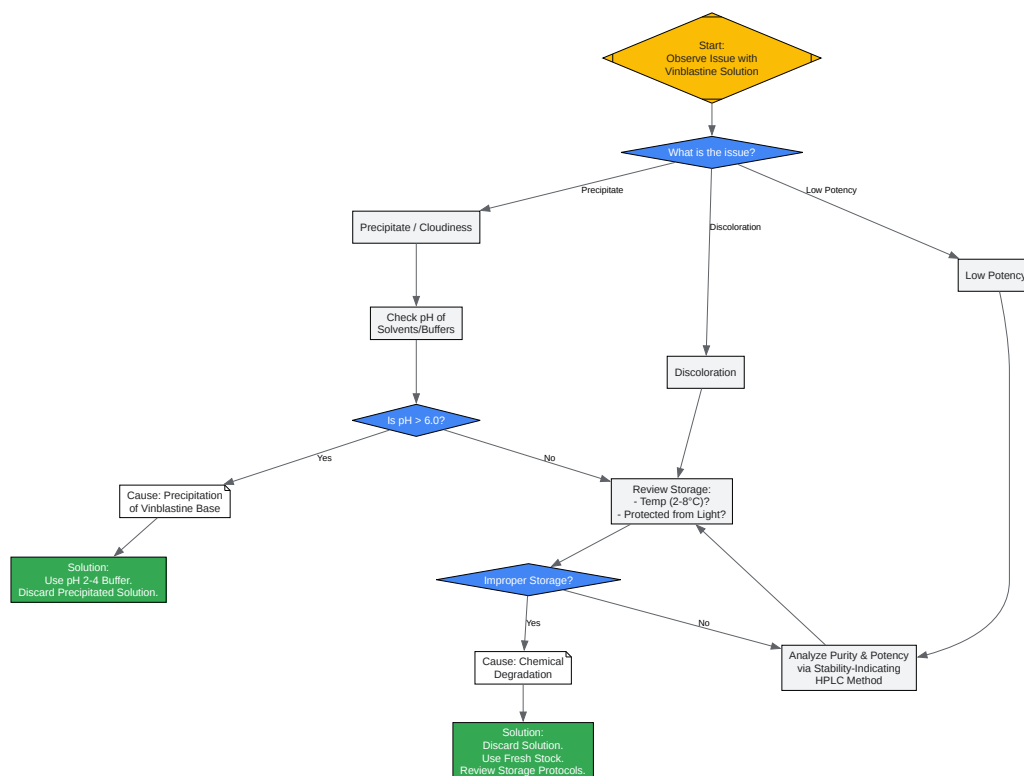 Start:
Observe Issue with
Vinblastine Solution
What is the issue?
Precipitate
Low Potency
Discoloration
Precipitate / Cloudiness
Low Potency
Check pH of
Solvents/Buffers
Discoloration
Is pH > 6.0?
Yes
No
Cause: Precipitation
of Vinblastine Base
Review Storage:
- Temp (2-8°C)?
- Protected from Light?
Solution:
Use pH 2-4 Buffer.
Discard Precipitated Solution.
Improper Storage?
Yes
No
Cause: Chemical
Degradation
Analyze Purity & Potency
via Stability-Indicating
HPLC Method
Solution:
Discard Solution.
Use Fresh Stock.
Review Storage Protocols.